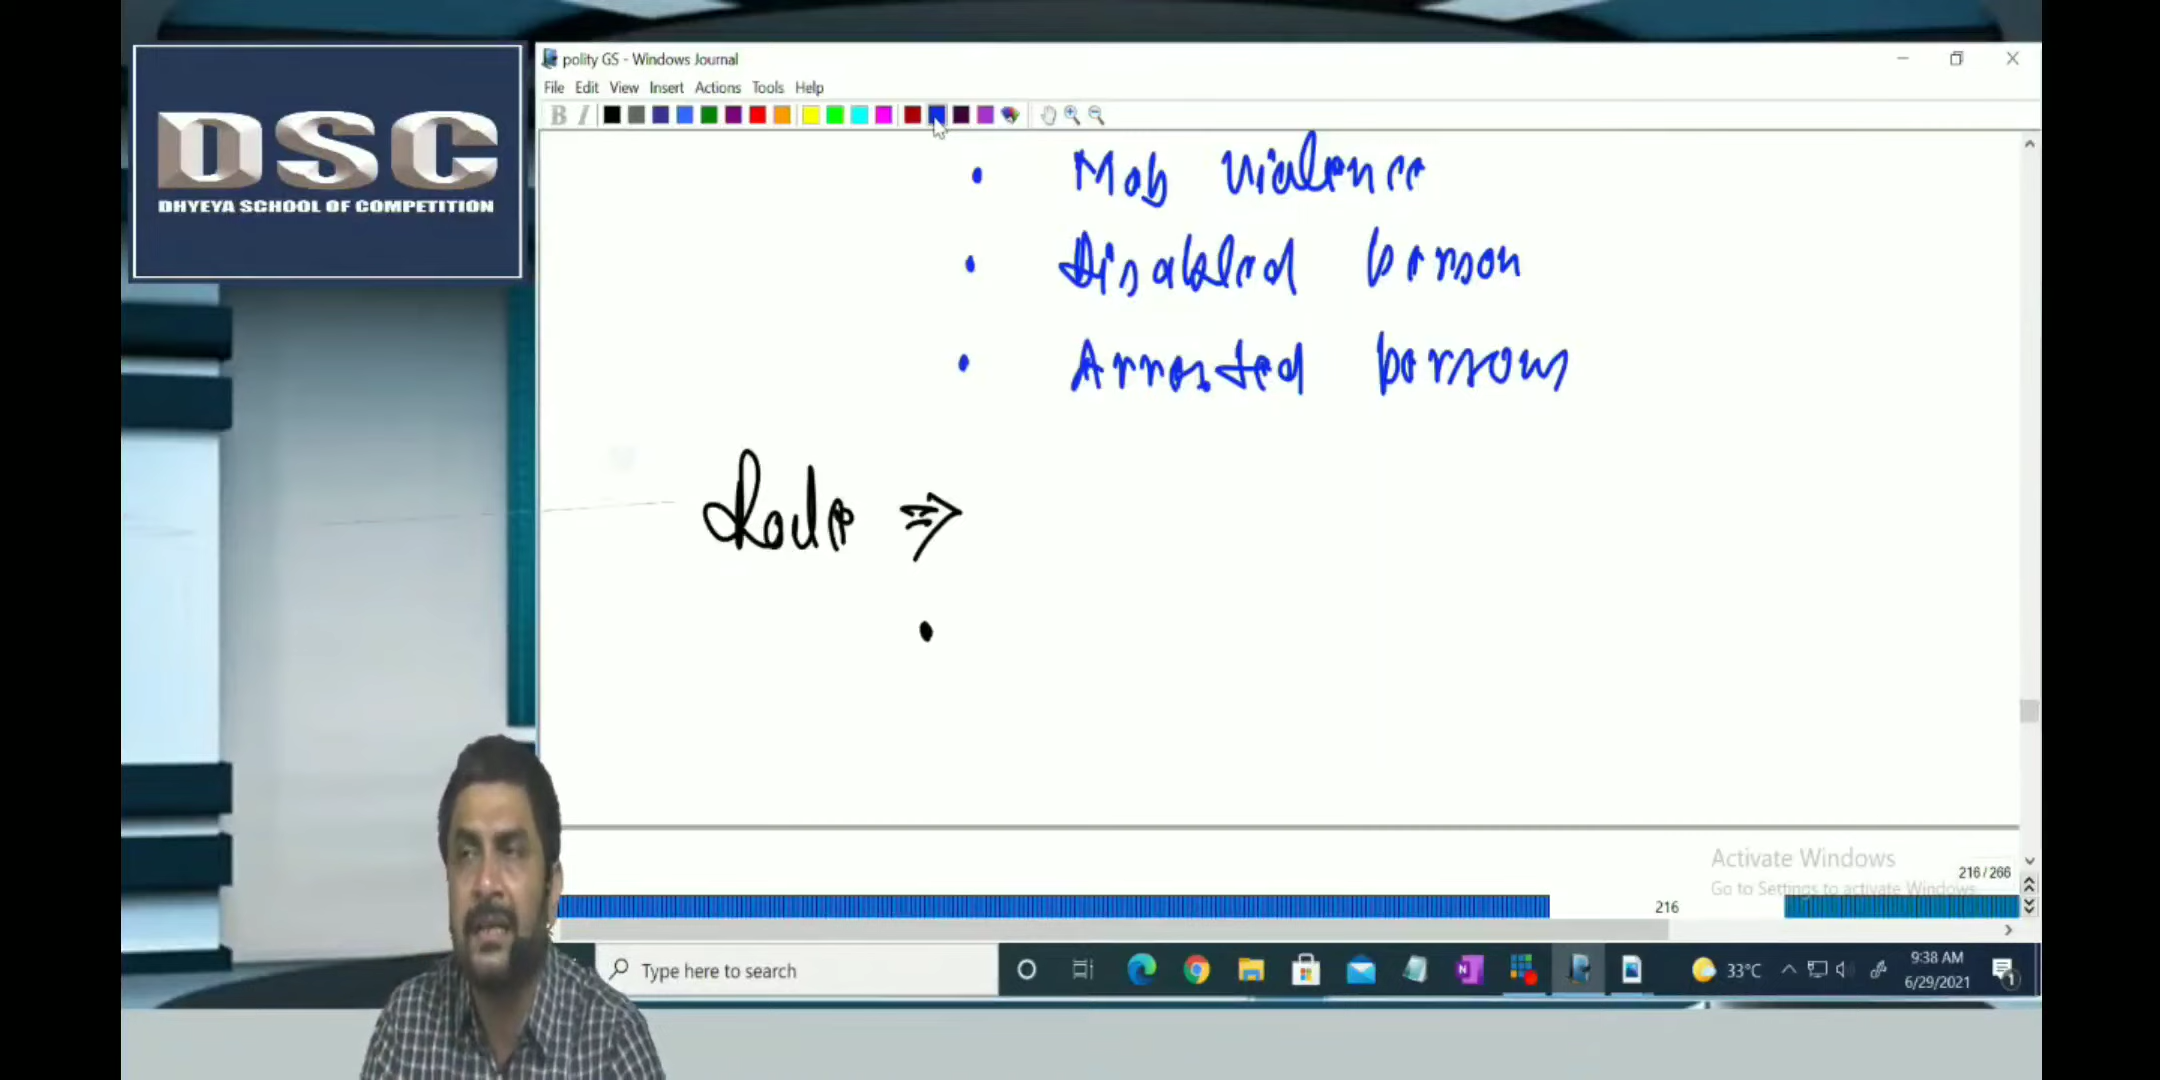 DSC
DHYEYA SCHOOL OF COMPETITION
polity GS - Windows Journal
File Edit View Insert Actions Tools Help
B I
• Mob violence
• Disabled person
• Arrested persons
⇒
•
Activate Windows
Go to Settings to activate Windows.
216 / 266
216
Type here to search
33°C
9:38 AM
6/29/2021
1